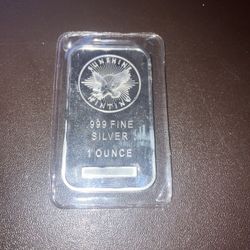 SUNSHINE
MINTING
999 FINE
SILVER
1 OUNCE